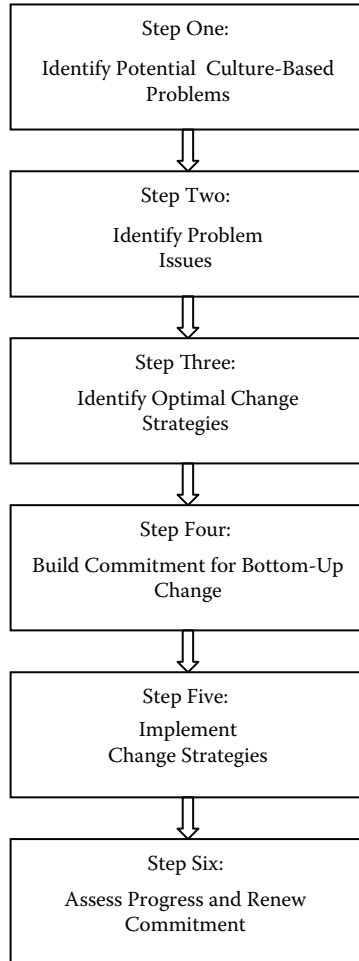 Step One:
Identify Potential Culture-Based
Problems
Step Two:
Identify Problem
Issues
Step Three:
Identify Optimal Change
Strategies
Step Four:
Build Commitment for Bottom-Up
Change
Step Five:
Implement
Change Strategies
Step Six:
Assess Progress and Renew
Commitment